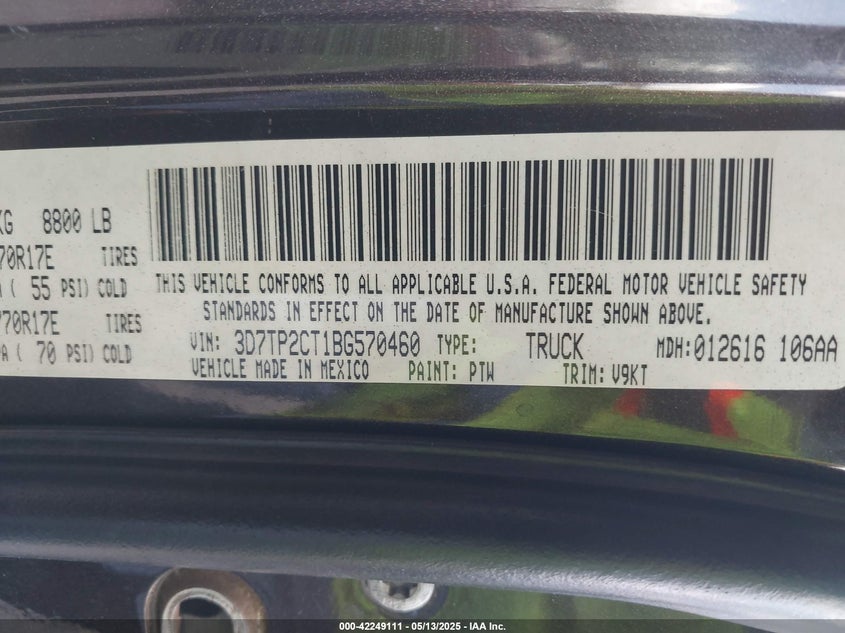 KG 8800 LB
70R17E TIRES
( 55 PSI) COLD
70R17E TIRES
PA ( 70 PSI) COLD
THIS VEHICLE CONFORMS TO ALL APPLICABLE U.S.A. FEDERAL MOTOR VEHICLE SAFETY
STANDARDS IN EFFECT ON THE DATE OF MANUFACTURE SHOWN ABOVE.
VIN: 3D7TP2CT1BG570460 TYPE: TRUCK MDH:012616 106AA
VEHICLE MADE IN MEXICO PAINT: PTW TRIM: V9KT
000-42249111 - 05/13/2025 - IAA Inc.